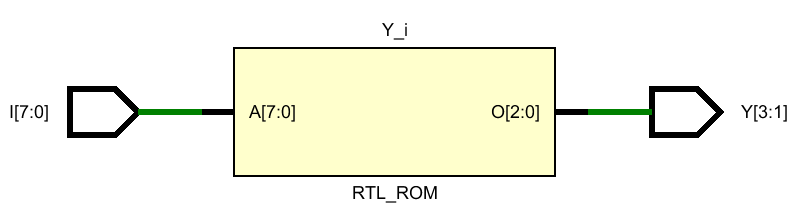 Y_i
I[7:0]
A[7:0]
O[2:0]
Y[3:1]
RTL_ROM